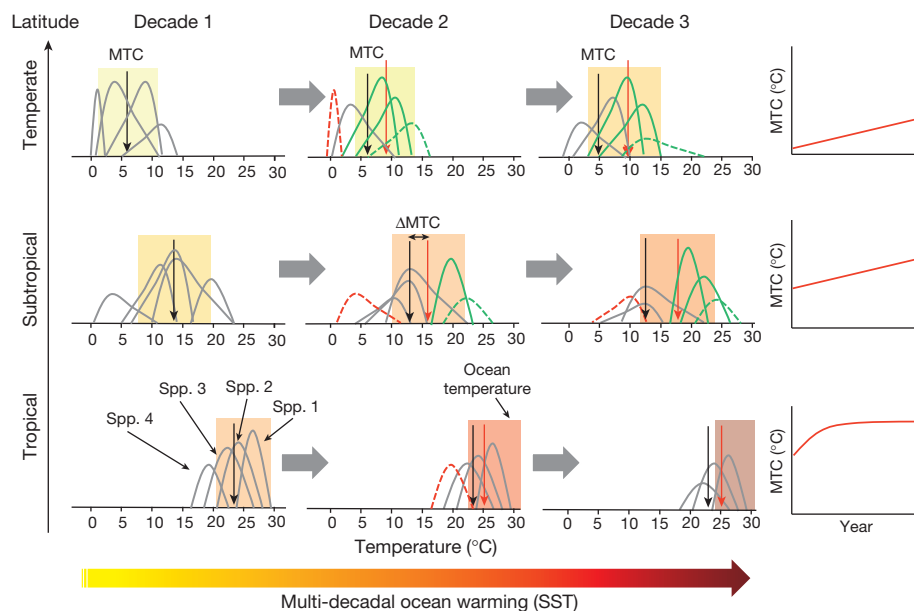 Latitude
Decade 1
Decade 2
Decade 3
Temperate
MTC
MTC
MTC
MTC (°C)
0 5 10 15 20 25 30
0 5 10 15 20 25 30
0 5 10 15 20 25 30
Subtropical
ΔMTC
MTC (°C)
0 5 10 15 20 25 30
0 5 10 15 20 25 30
0 5 10 15 20 25 30
Tropical
Spp. 4
Spp. 3
Spp. 2
Spp. 1
Ocean
temperature
MTC (°C)
0 5 10 15 20 25 30
0 5 10 15 20 25 30
0 5 10 15 20 25 30
Year
Temperature (°C)
Multi-decadal ocean warming (SST)